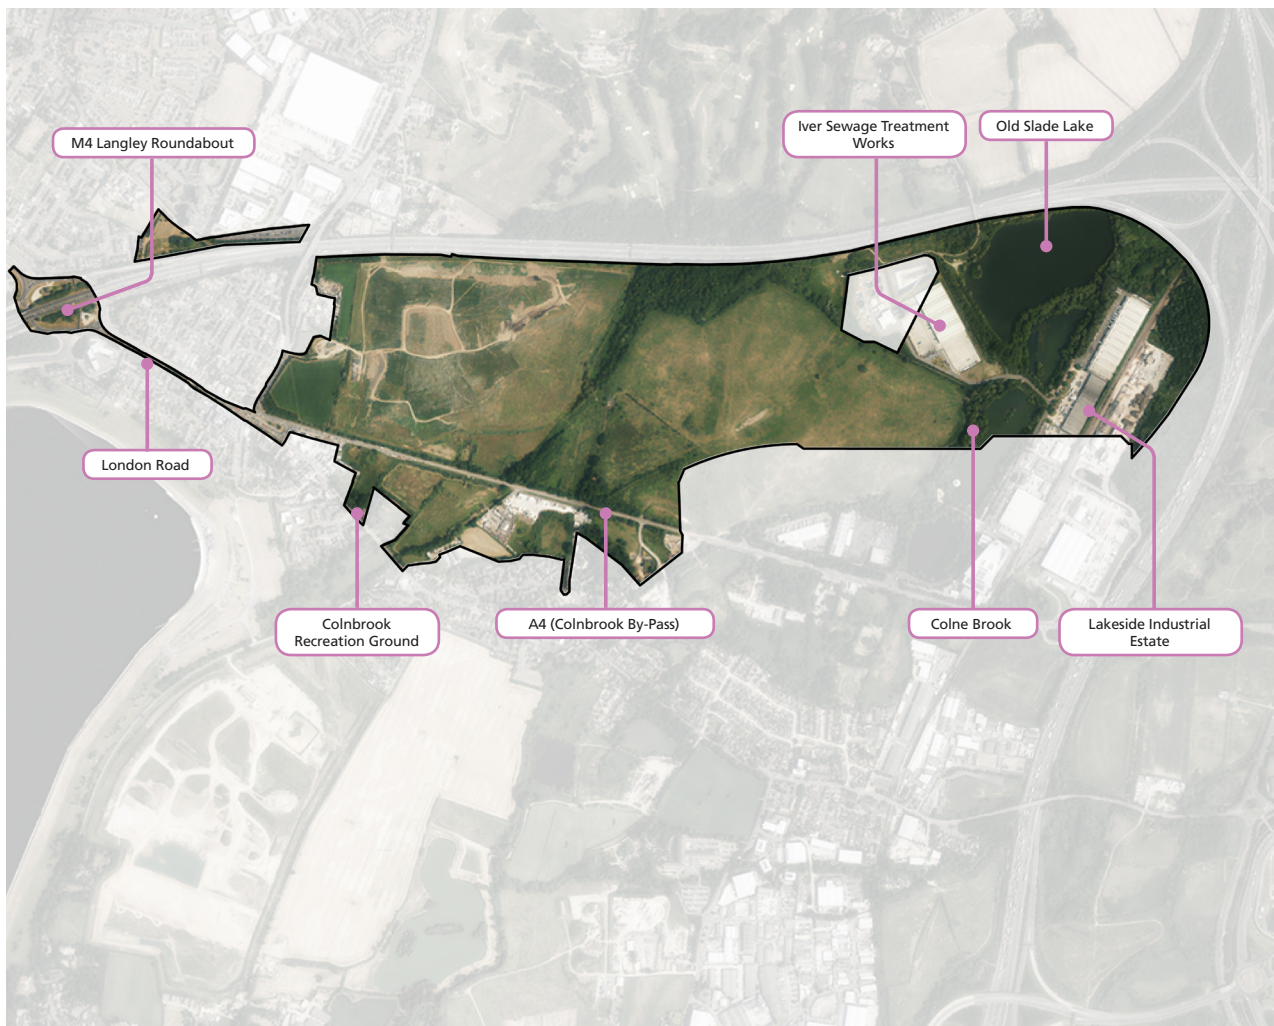 M4 Langley Roundabout
Iver Sewage Treatment
Works
Old Slade Lake
London Road
Colnbrook
Recreation Ground
A4 (Colnbrook By-Pass)
Colne Brook
Lakeside Industrial
Estate